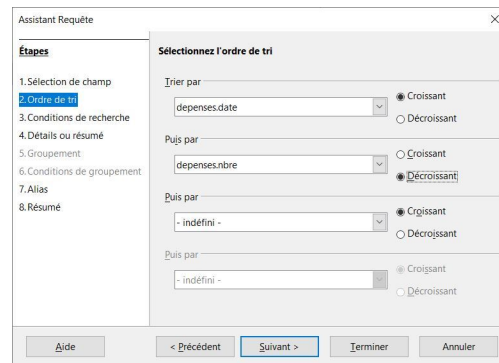 Assistant Requête
Étapes
1. Sélection de champ
2. Ordre de tri
3. Conditions de recherche
4. Détails ou résumé
5. Groupement
6. Conditions de groupement
7. Alias
8. Résumé
Sélectionnez l'ordre de tri
Trier par
depenses.date
Croissant
Décroissant
Puis par
depenses.nbre
Croissant
Décroissant
Puis par
- indéfini -
Croissant
Décroissant
Puis par
- indéfini -
Croissant
Décroissant
Aide
< Précédent
Suivant >
Terminer
Annuler